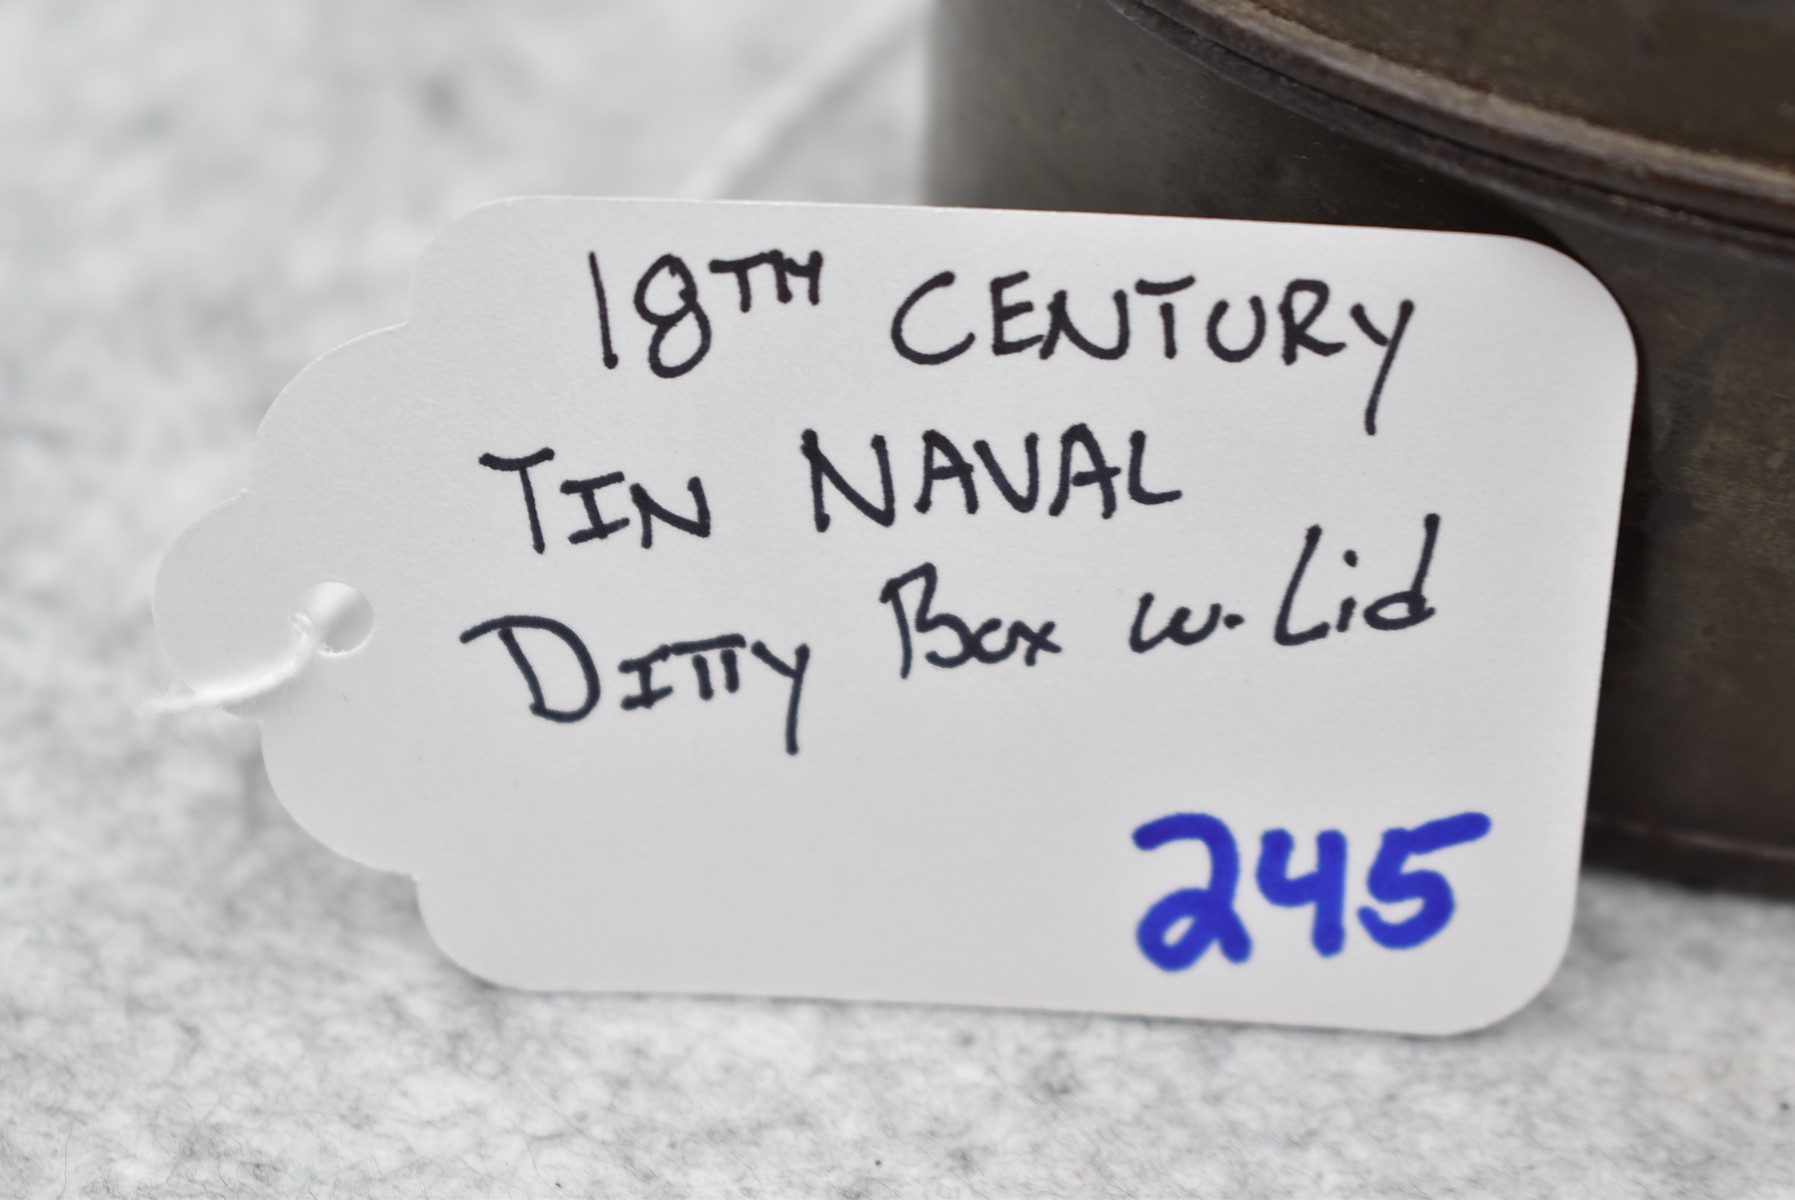 18TH CENTURY
TIN NAVAL
DITTY Box w. Lid
245